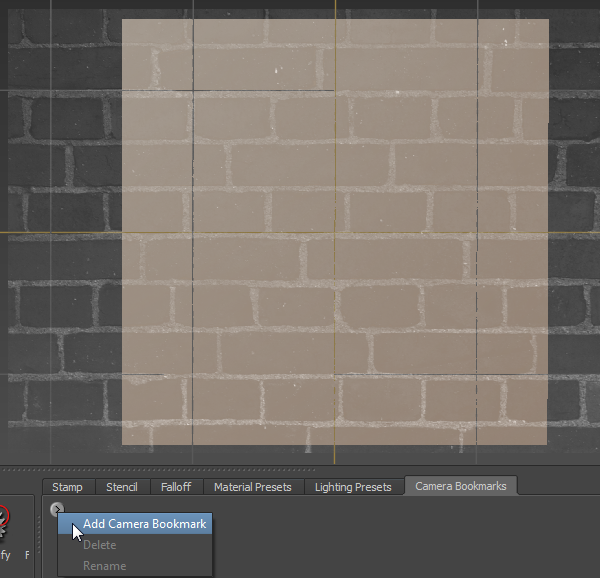 Stamp Stencil Falloff Material Presets Lighting Presets Camera Bookmarks
Add Camera Bookmark
Delete
fy F
Rename